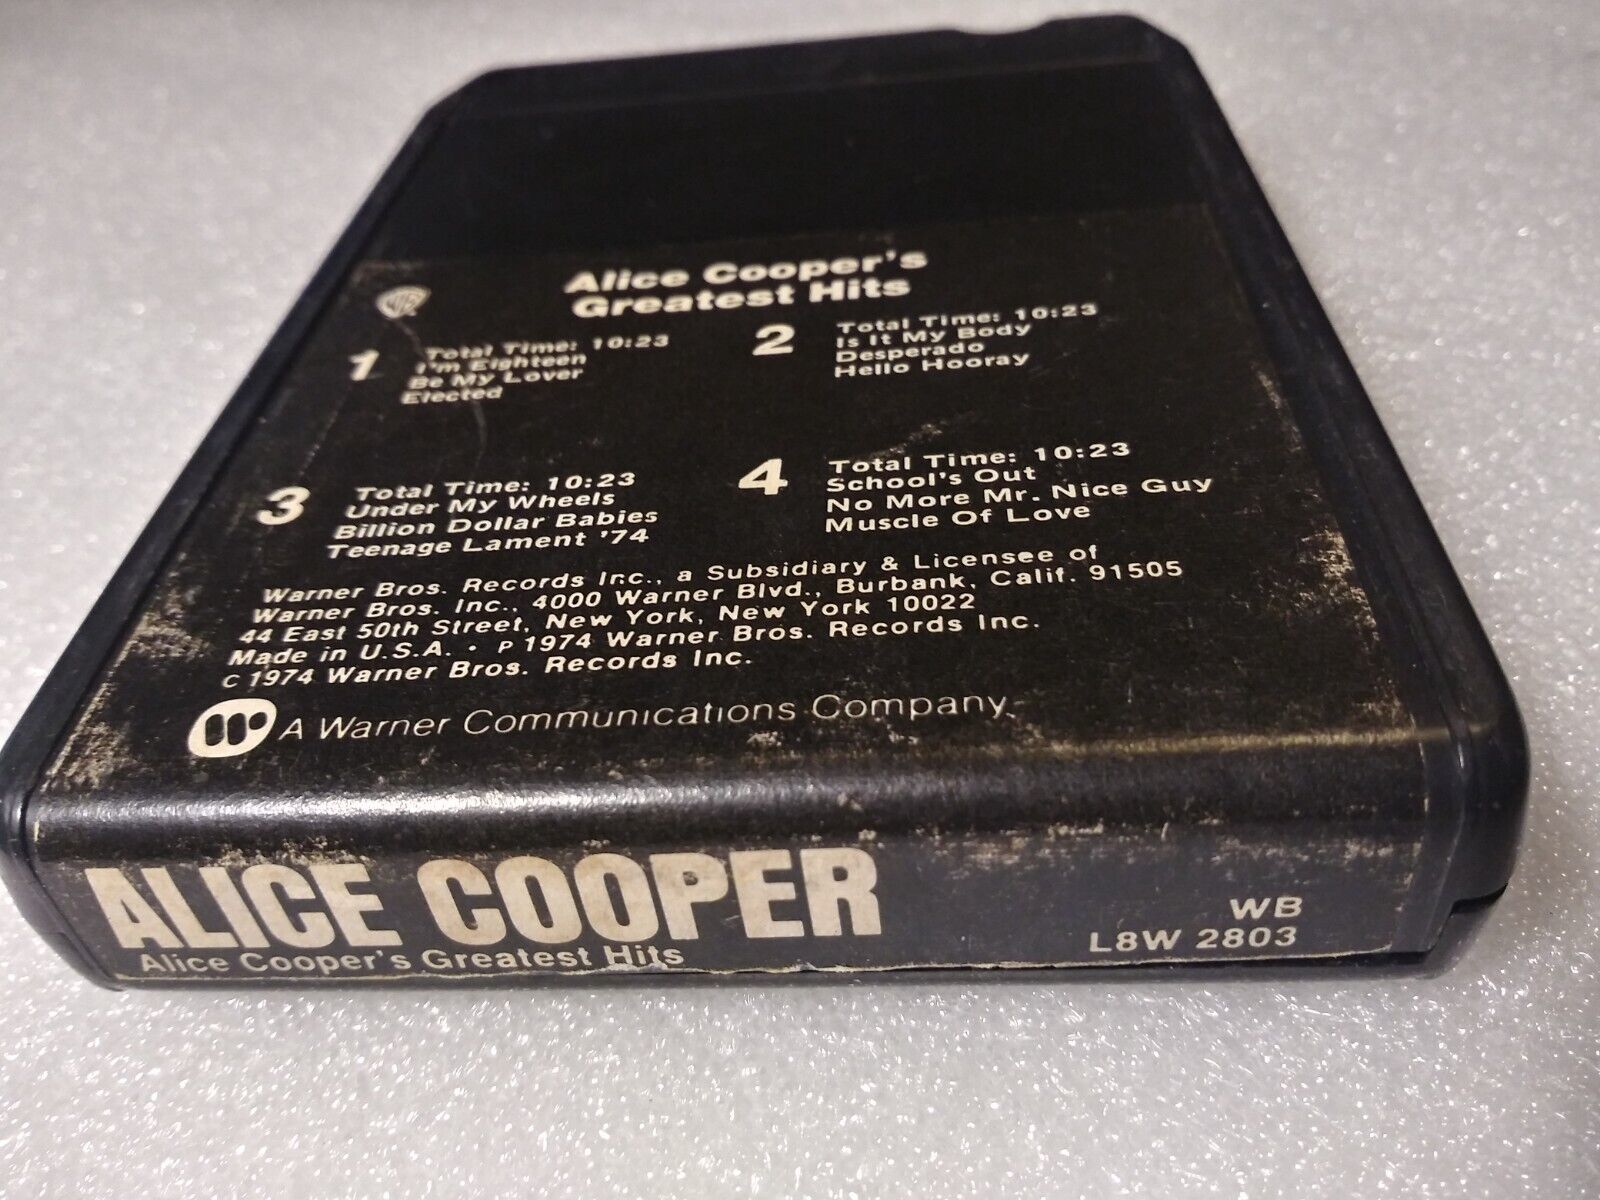 Alice Cooper's
Greatest Hits
WB
1
Total Time: 10:23
I'm Eighteen
Be My Lover
Elected
2
Total Time: 10:23
Is It My Body
Desperado
Hello Hooray
3
Total Time: 10:23
Under My Wheels
Billion Dollar Babies
Teenage Lament '74
4
Total Time: 10:23
School's Out
No More Mr. Nice Guy
Muscle Of Love
Warner Bros. Records Inc., a Subsidiary & Licensee of
Warner Bros. Inc., 4000 Warner Blvd., Burbank, Calif. 91505
44 East 50th Street, New York, New York 10022
Made in U.S.A. • P 1974 Warner Bros. Records Inc.
C 1974 Warner Bros. Records Inc.
A Warner Communications Company
ALICE COOPER
Alice Cooper's Greatest Hits
WB
L8W 2803